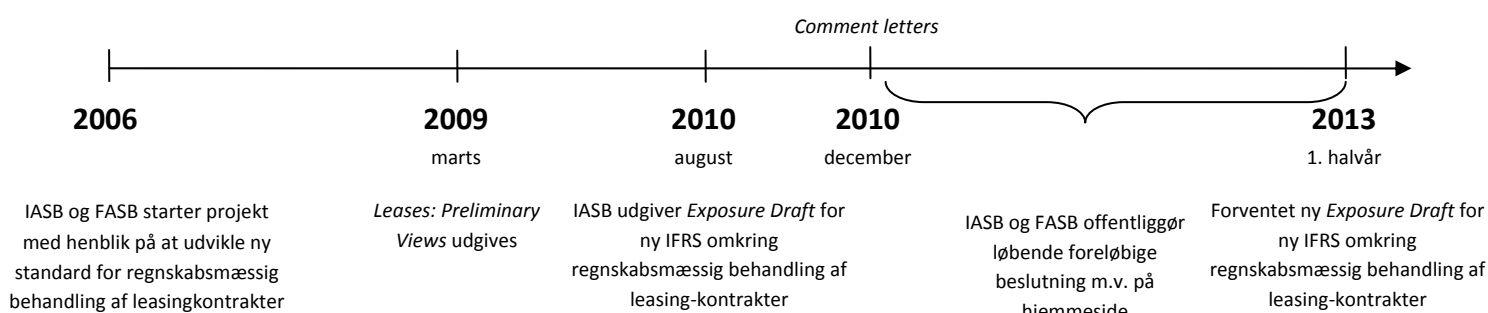 Comment letters
2006
2009
marts
2010
august
2010
december
2013
1. halvår
IASB og FASB starter projekt
med henblik på at udvikle ny
standard for regnskabsmæssig
behandling af leasingkontrakter
Leases: Preliminary
Views udgives
IASB udgiver Exposure Draft for
ny IFRS omkring
regnskabsmæssig behandling af
leasing-kontrakter
IASB og FASB offentliggør
løbende foreløbige
beslutning m.v. på
hjemmeside
Forventet ny Exposure Draft for
ny IFRS omkring
regnskabsmæssig behandling af
leasing-kontrakter